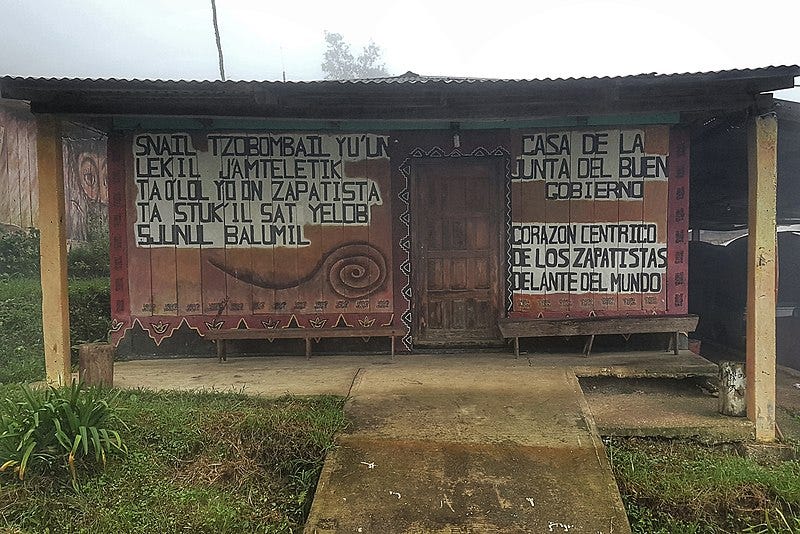 SNAIL TZOBOMBAIL YU'UN
LEKIL J'AMTELETIK
TA O'LOL YO'ON ZAPATISTA
TA STUK'IL SAT YELOB
SJUNUL BALUMIL
CASA DE LA
JUNTA DEL BUEN
GOBIERNO
CORAZON CENTRICO
DE LOS ZAPATISTAS
DELANTE DEL MUNDO